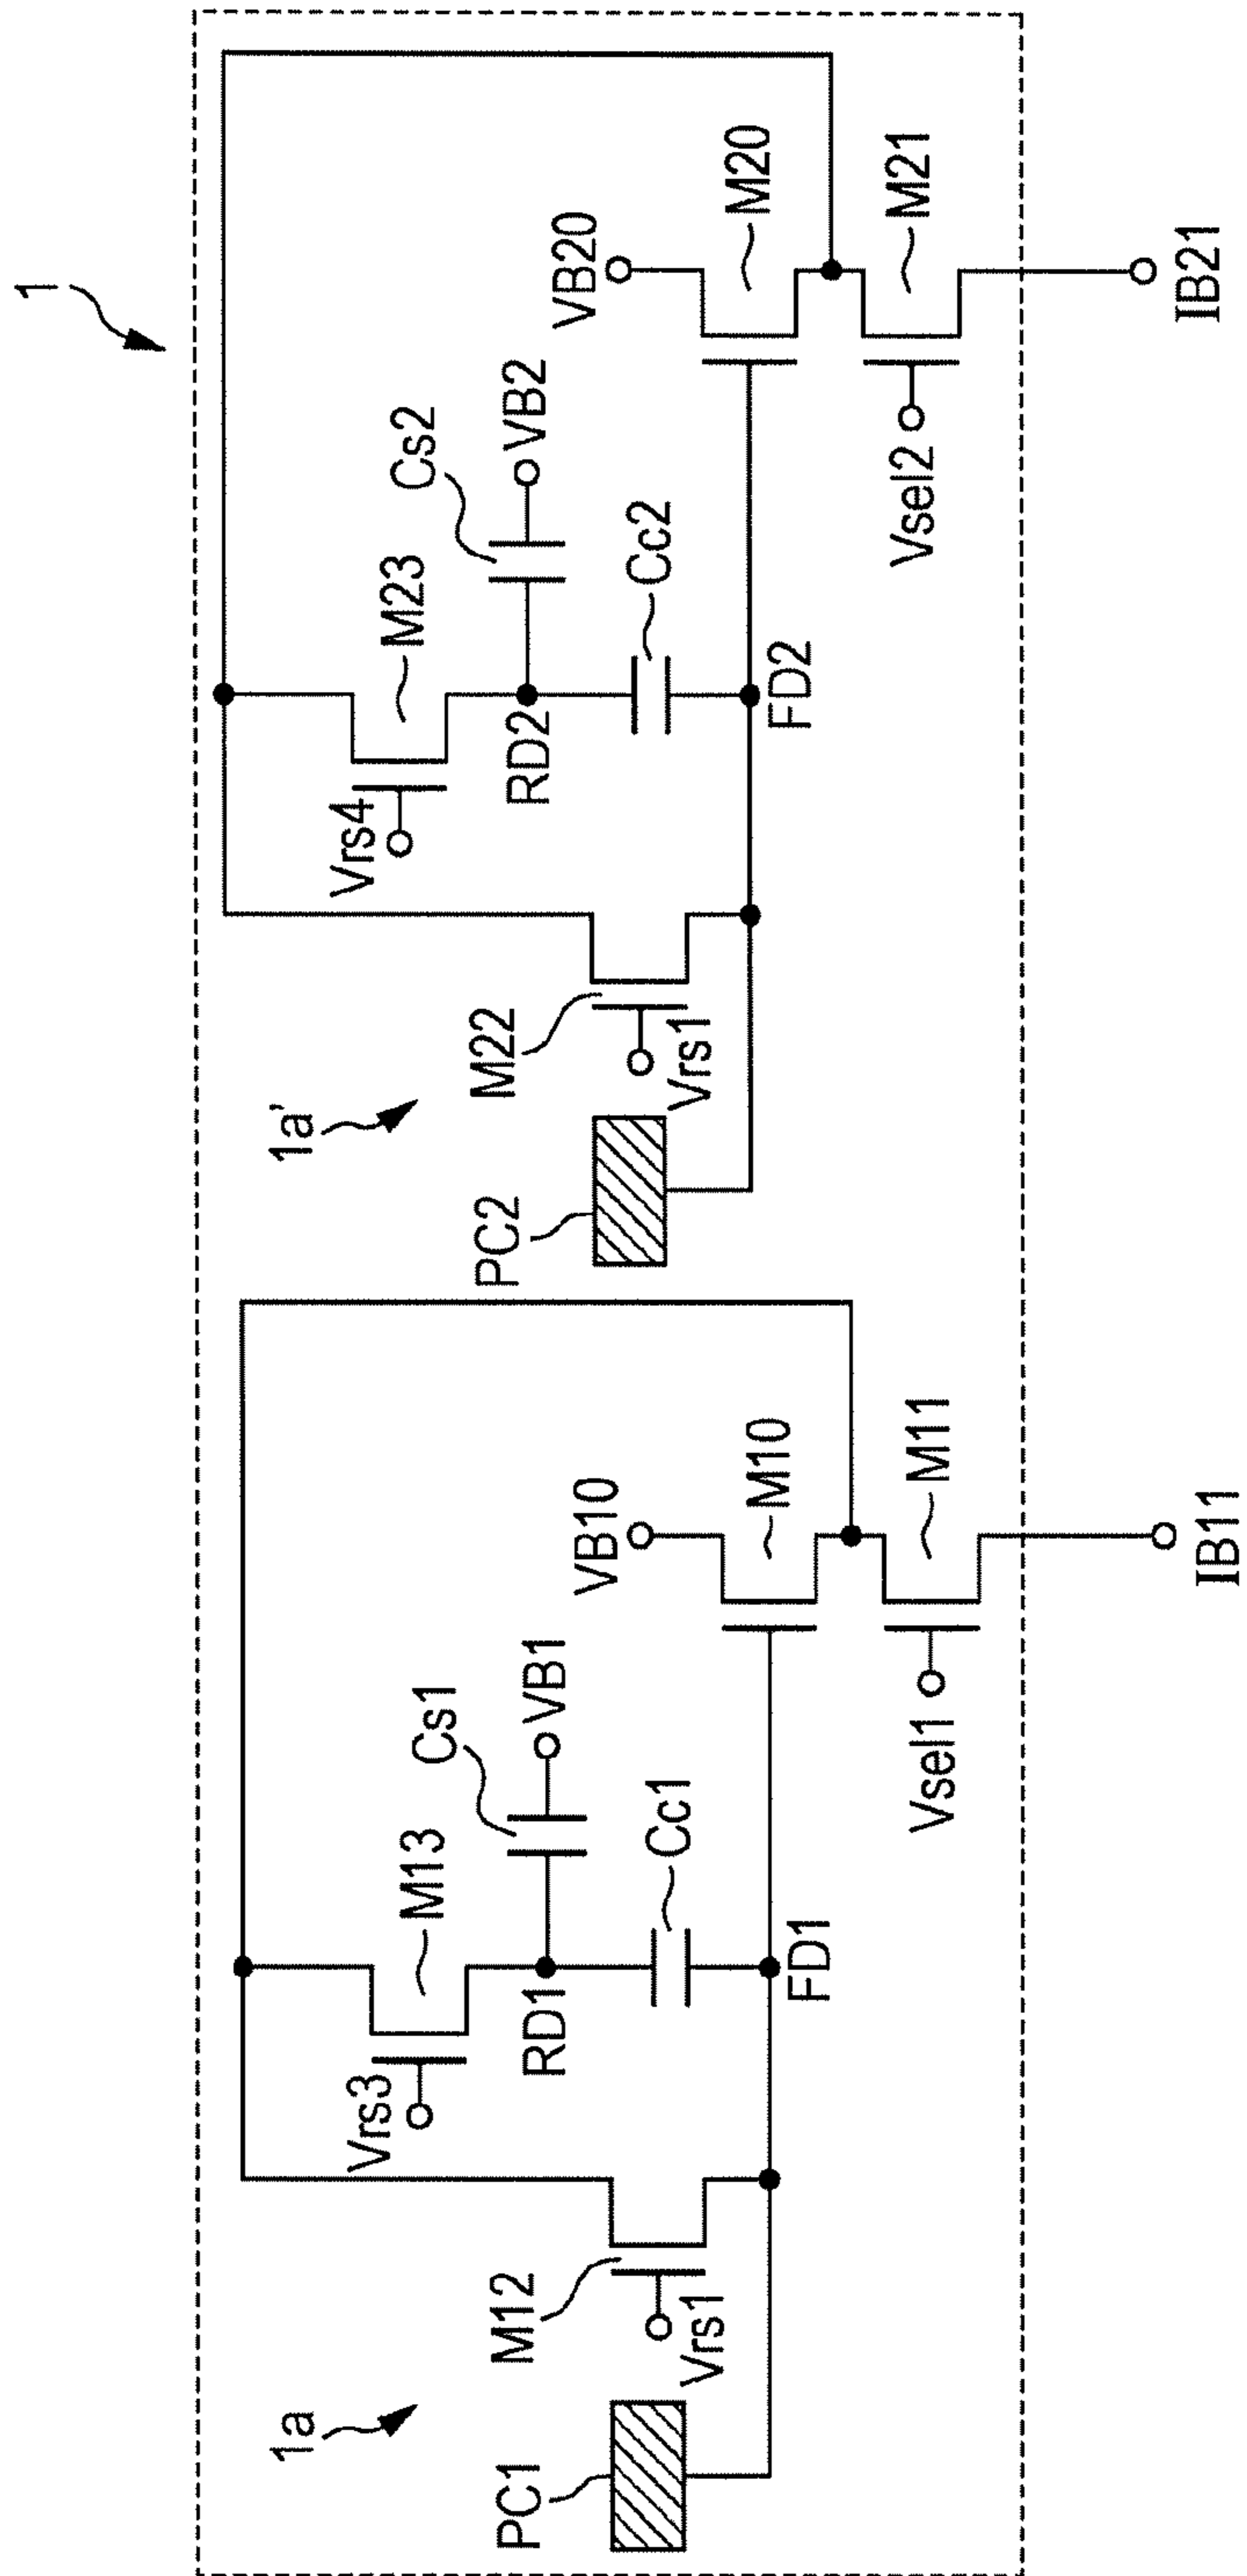 1
1a
PC1
M12
Vrs1
Vrs3
M13
RD1
Cs1
VB1
Cc1
FD1
VB10
M10
M11
Vsel1
IB11
1a'
PC2
M22
Vrs1
Vrs4
M23
RD2
Cs2
VB2
Cc2
FD2
VB20
M20
M21
Vsel2
IB21